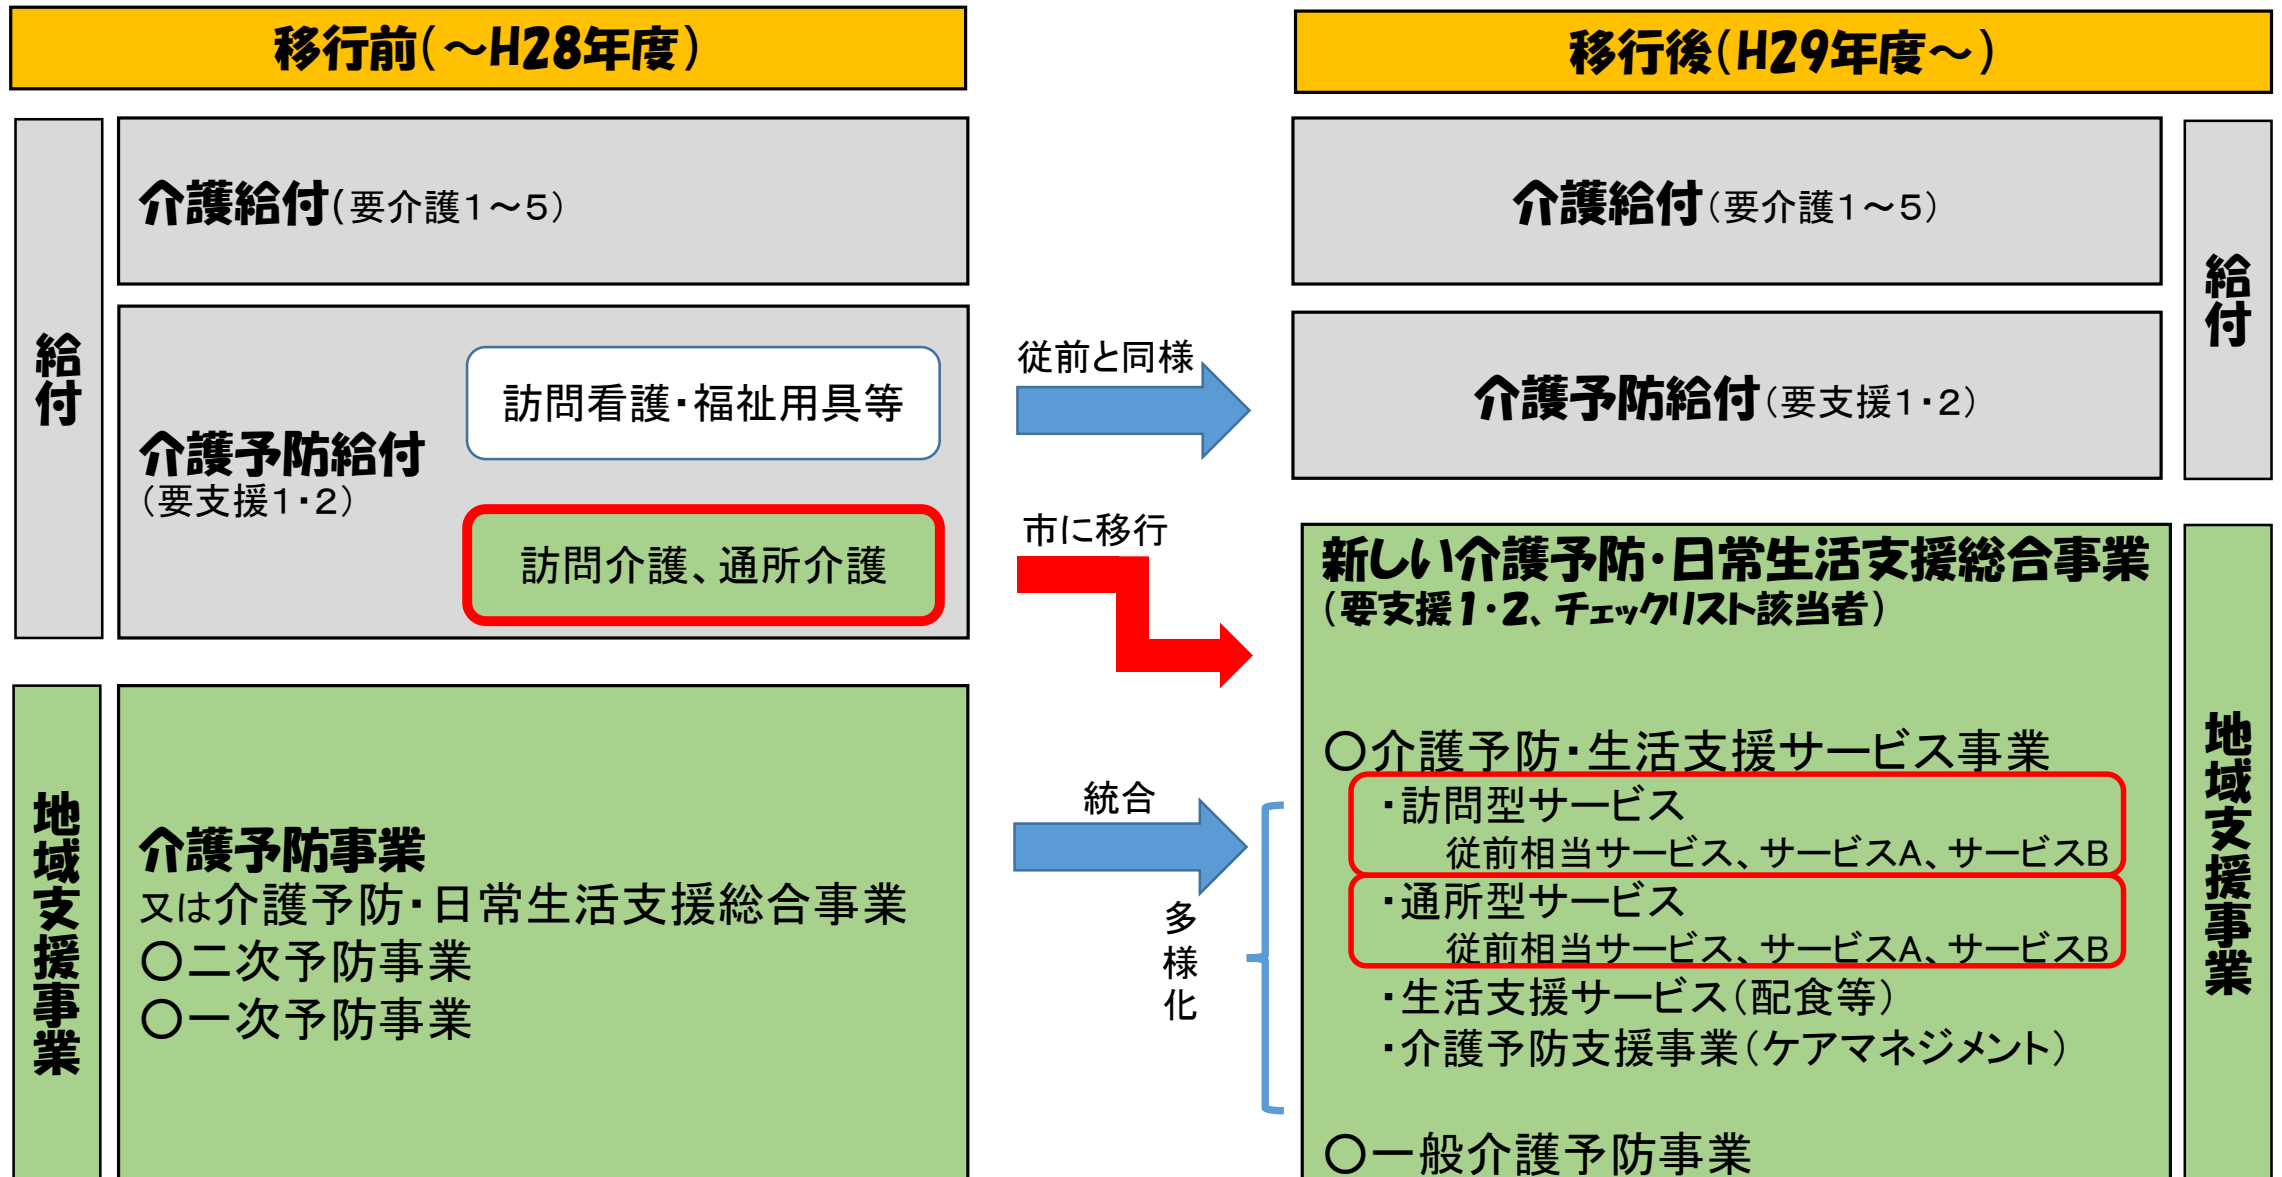 移行前(～H28年度)
移行後(H29年度～)
給付
介護給付(要介護1～5)
介護予防給付
(要支援1・2)
訪問看護・福祉用具等
訪問介護、通所介護
地域支援事業
介護予防事業
又は介護予防・日常生活支援総合事業
○二次予防事業
○一次予防事業
従前と同様
市に移行
統合
多様化
介護給付(要介護1～5)
介護予防給付(要支援1・2)
給付
新しい介護予防・日常生活支援総合事業
(要支援1・2、チェックリスト該当者)
○介護予防・生活支援サービス事業
・訪問型サービス
従前相当サービス、サービスA、サービスB
・通所型サービス
従前相当サービス、サービスA、サービスB
・生活支援サービス(配食等)
・介護予防支援事業(ケアマネジメント)
○一般介護予防事業
地域支援事業